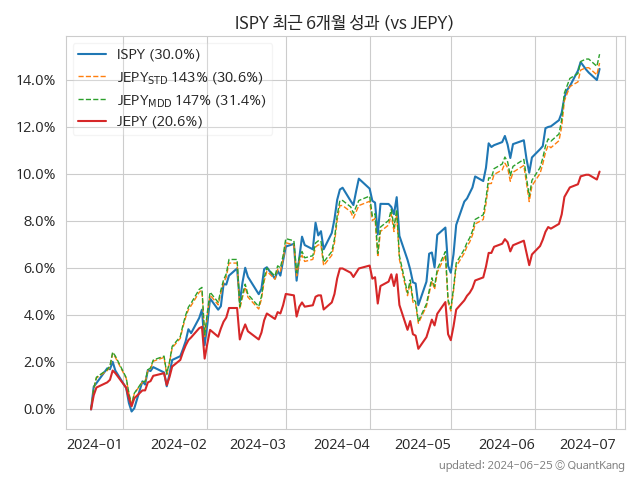 ISPY 최근 6개월 성과 (vs JEPY)
ISPY (30.0%)
JEPY_STD 143% (30.6%)
JEPY_MDD 147% (31.4%)
JEPY (20.6%)
14.0%
12.0%
10.0%
8.0%
6.0%
4.0%
2.0%
0.0%
2024-01 2024-02 2024-03 2024-04 2024-05 2024-06 2024-07
updated: 2024-06-25 © QuantKang